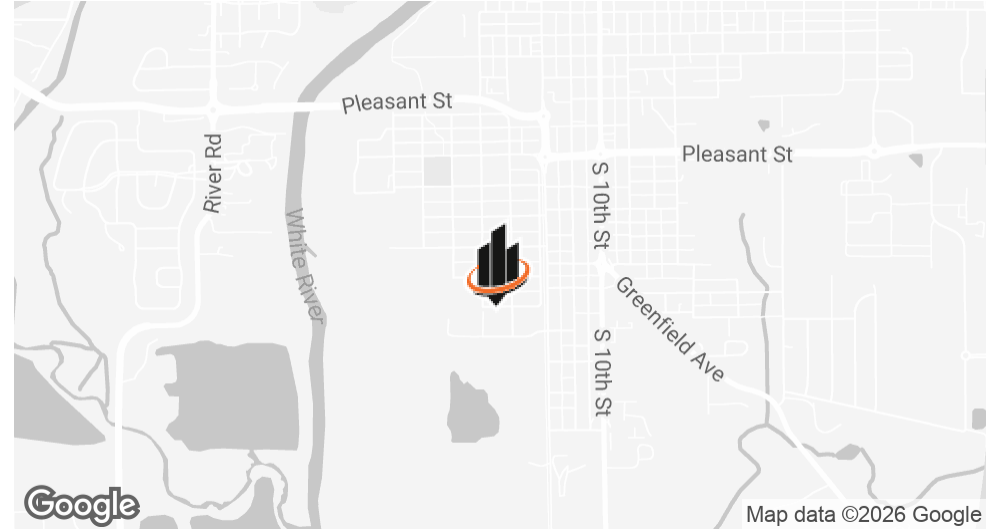 Pleasant St
River Rd
Pleasant St
S 10th St
White River
Greenfield Ave
S 10th St
Google
Map data ©2026 Google